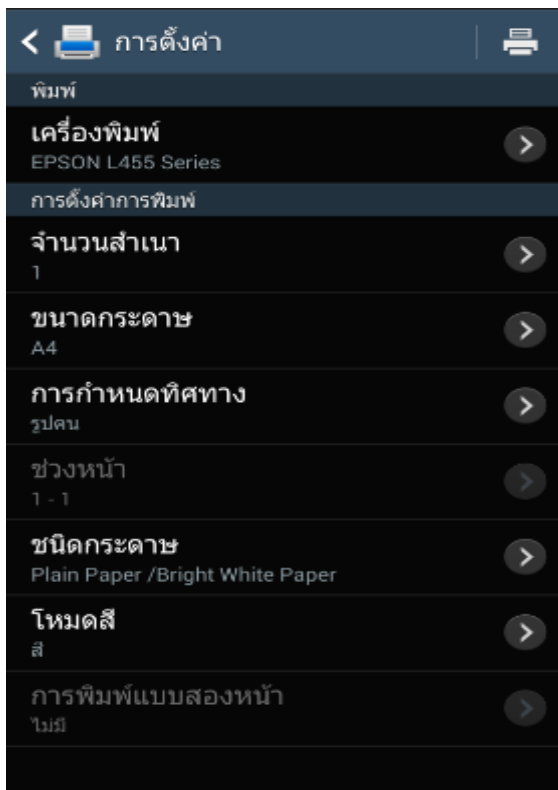 การตั้งค่า
พิมพ์
เครื่องพิมพ์
EPSON L455 Series
การตั้งค่าการพิมพ์
จำนวนสำเนา
1
ขนาดกระดาษ
A4
การกำหนดทิศทาง
รูปคน
ช่วงหน้า
1 - 1
ชนิดกระดาษ
Plain Paper /Bright White Paper
โหมดสี
สี
การพิมพ์แบบสองหน้า
ไม่มี